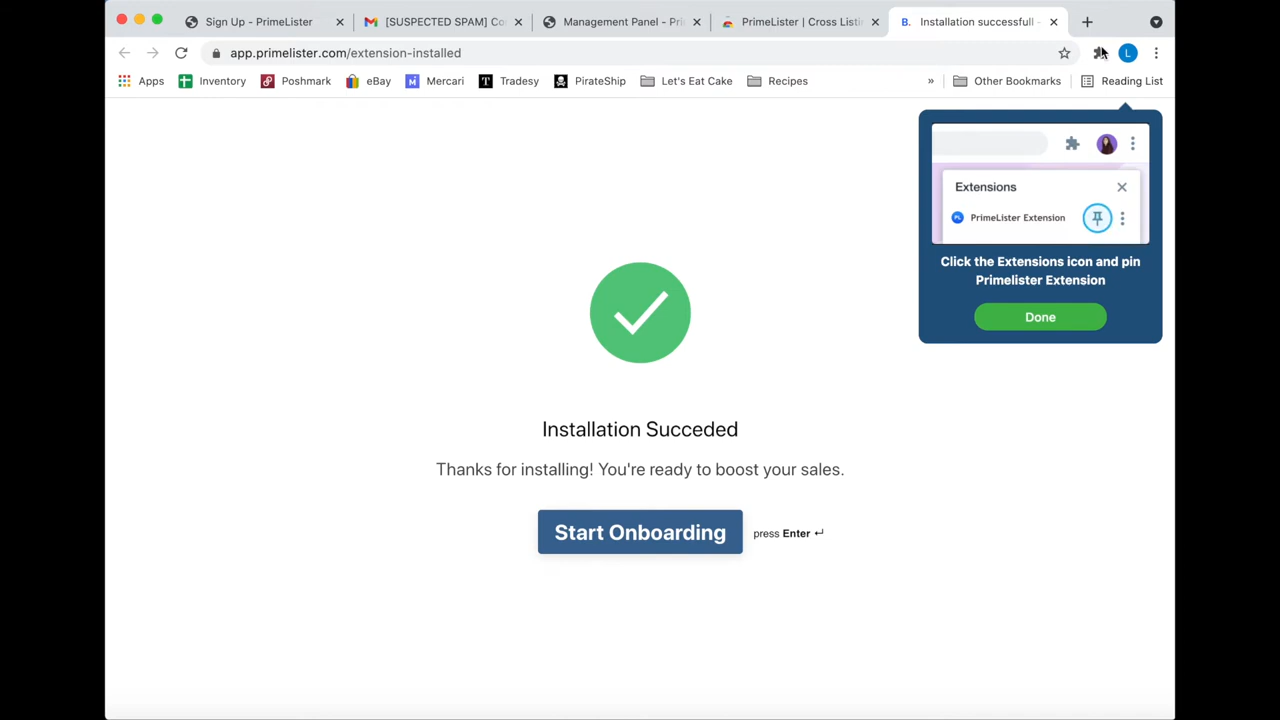 Sign Up - PrimeLister
[SUSPECTED SPAM] Co
Management Panel - Pri
PrimeLister | Cross Listin
B. Installation successfull -
app.primelister.com/extension-installed
L
Apps
Inventory
Poshmark
eBay
Mercari
T Tradesy
PirateShip
Let's Eat Cake
Recipes
»
Other Bookmarks
Reading List
Extensions
PrimeLister Extension
Click the Extensions icon and pin
Primelister Extension
Done
Installation Succeded
Thanks for installing! You're ready to boost your sales.
Start Onboarding
press Enter ↵